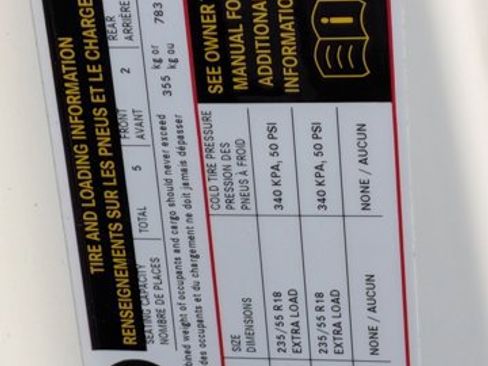 TIRE AND LOADING INFORMATION
RENSEIGNEMENTS SUR LES PNEUS ET LE CHARGE
SEATING CAPACITY
NOMBRE DE PLACES
TOTAL 5
FRONT
AVANT
2
REAR
ARRIÈRE
bined weight of occupants and cargo should never exceed
des occupants et du chargement ne doit jamais dépasser
355 kg or
kg ou
783
SIZE
DIMENSIONS
COLD TIRE PRESSURE
PRESSION DES
PNEUS À FROID
235/55 R18
EXTRA LOAD
340 KPA, 50 PSI
235/55 R18
EXTRA LOAD
340 KPA, 50 PSI
NONE / AUCUN
NONE / AUCUN
SEE OWNER
MANUAL FO
ADDITIONA
INFORMATIO